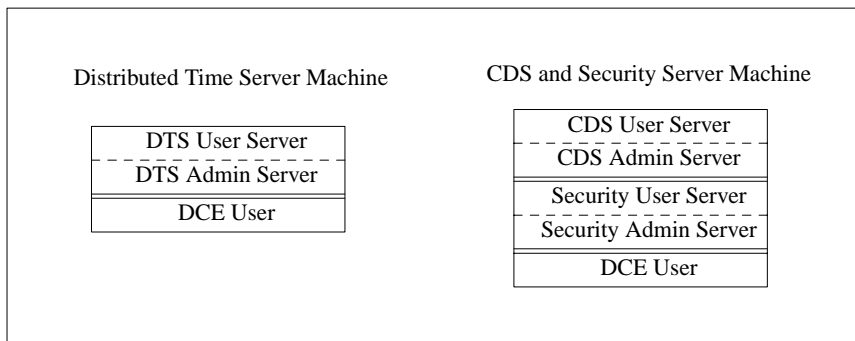 Distributed Time Server Machine
DTS User Server
DTS Admin Server
DCE User
CDS and Security Server Machine
CDS User Server
CDS Admin Server
Security User Server
Security Admin Server
DCE User